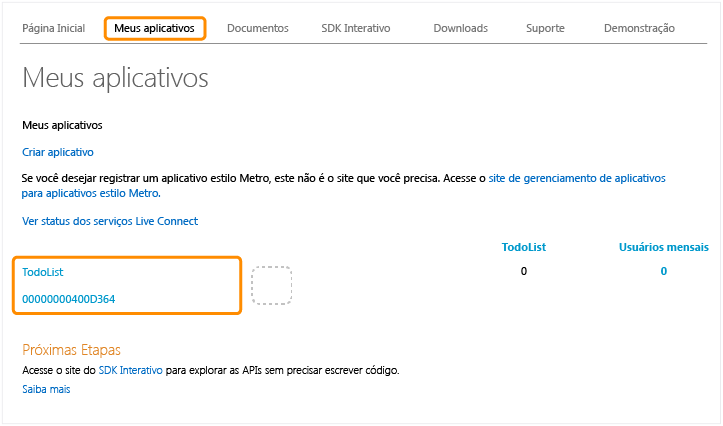 Página Inicial Meus aplicativos Documentos SDK Interativo Downloads Suporte Demonstração
Meus aplicativos
Meus aplicativos
Criar aplicativo
Se você desejar registrar um aplicativo estilo Metro, este não é o site que você precisa. Acesse o site de gerenciamento de aplicativos
para aplicativos estilo Metro.
Ver status dos serviços Live Connect
TodoList Usuários mensais
TodoList 0 0
00000000400D364
Próximas Etapas
Acesse o site do SDK Interativo para explorar as APIs sem precisar escrever código.
Saiba mais